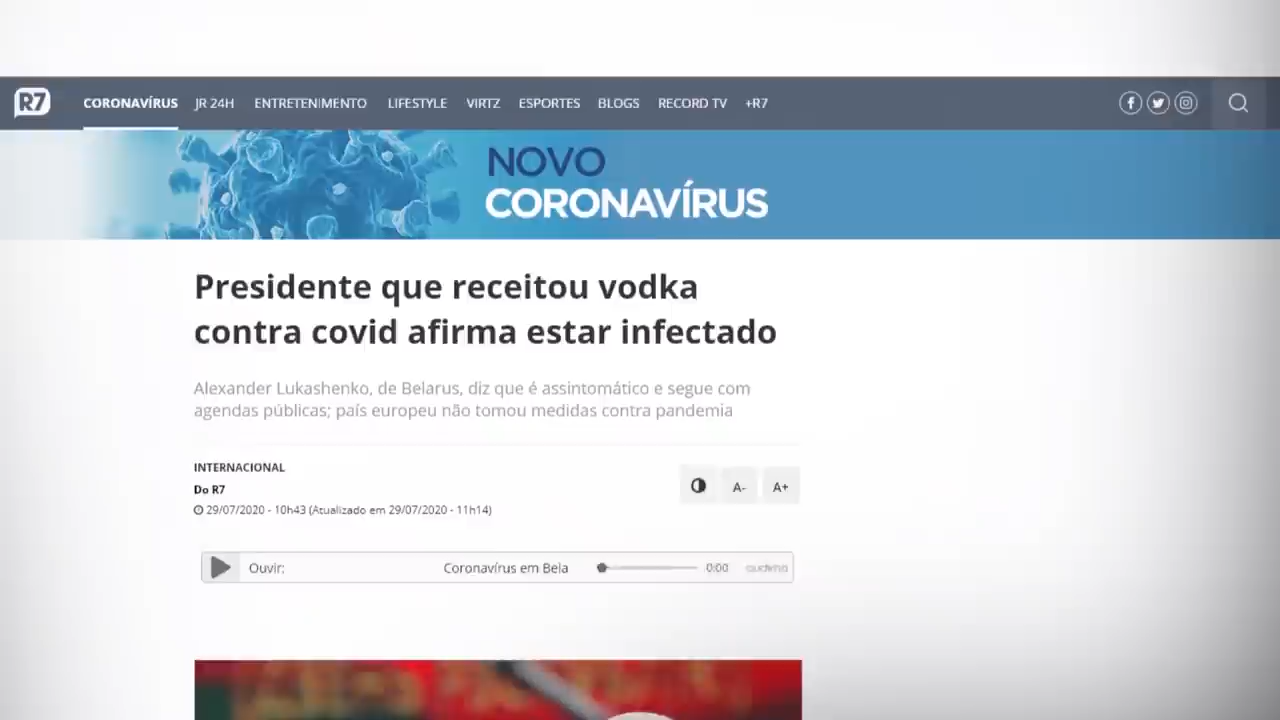 R7 CORONAVÍRUS JR 24H ENTRETENIMENTO LIFESTYLE VIRTZ ESPORTES BLOGS RECORD TV +R7
NOVO
CORONAVÍRUS
Presidente que receitou vodka
contra covid afirma estar infectado
Alexander Lukashenko, de Belarus, diz que é assintomático e segue com
agendas públicas; país europeu não tomou medidas contra pandemia
INTERNACIONAL
Do R7
29/07/2020 - 10h43 (Atualizado em 29/07/2020 - 11h14)
A- A+
Ouvir: Coronavírus em Bela 0:00